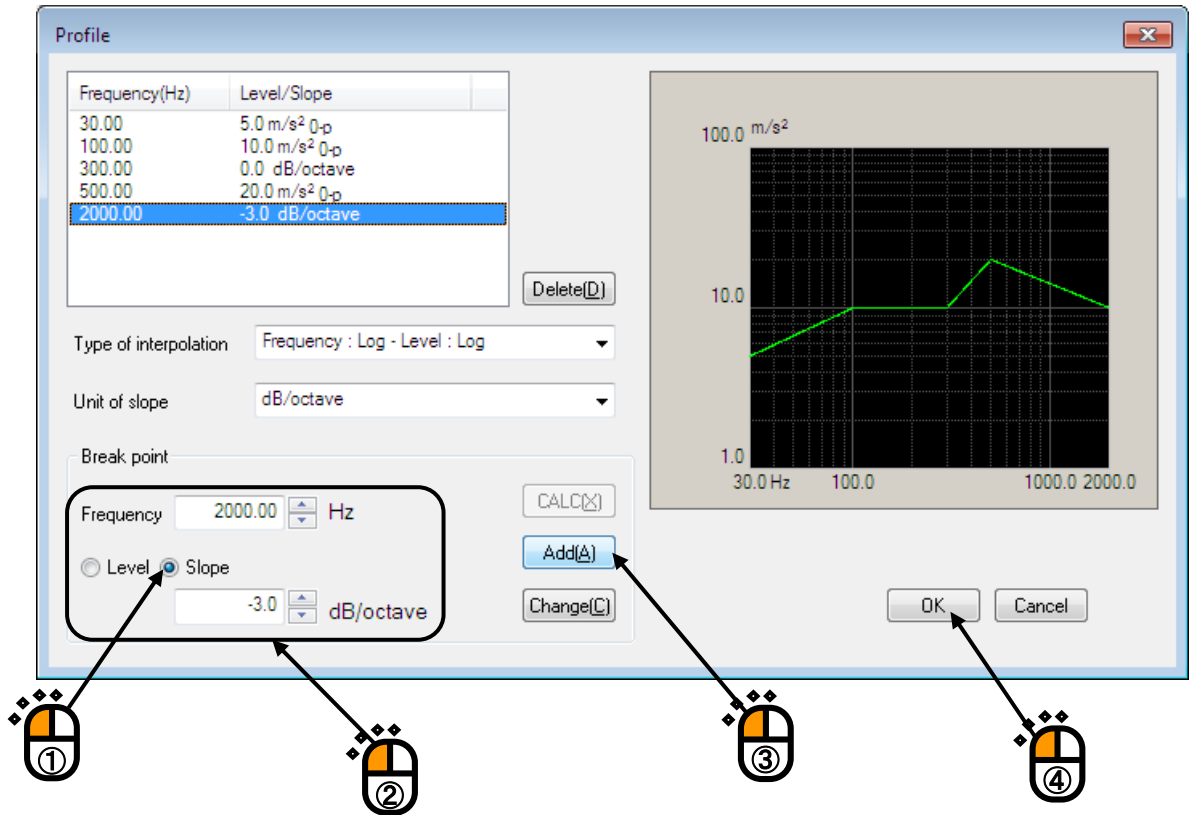 Profile
Frequency(Hz) Level/Slope
30.00 5.0 m/s² 0-p
100.00 10.0 m/s² 0-p
300.00 0.0 dB/octave
500.00 20.0 m/s² 0-p
2000.00 -3.0 dB/octave
Delete(D)
Type of interpolation Frequency : Log - Level : Log
Unit of slope dB/octave
Break point
Frequency 2000.00 Hz
Level Slope
-3.0 dB/octave
CALC(X)
Add(A)
Change(C)
100.0 m/s²
10.0
1.0
30.0 Hz 100.0 1000.0 2000.0
OK Cancel
①
②
③
④